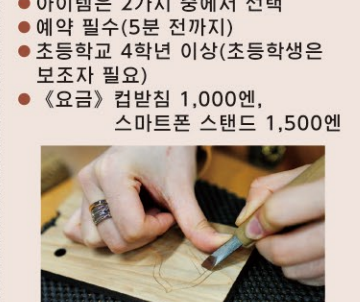 ● 아이템은 2가지 중에서 선택
● 예약 필수(5분 전까지)
● 초등학교 4학년 이상(초등학생은
보조자 필요)
● 《요금》 컵받침 1,000엔,
스마트폰 스탠드 1,500엔